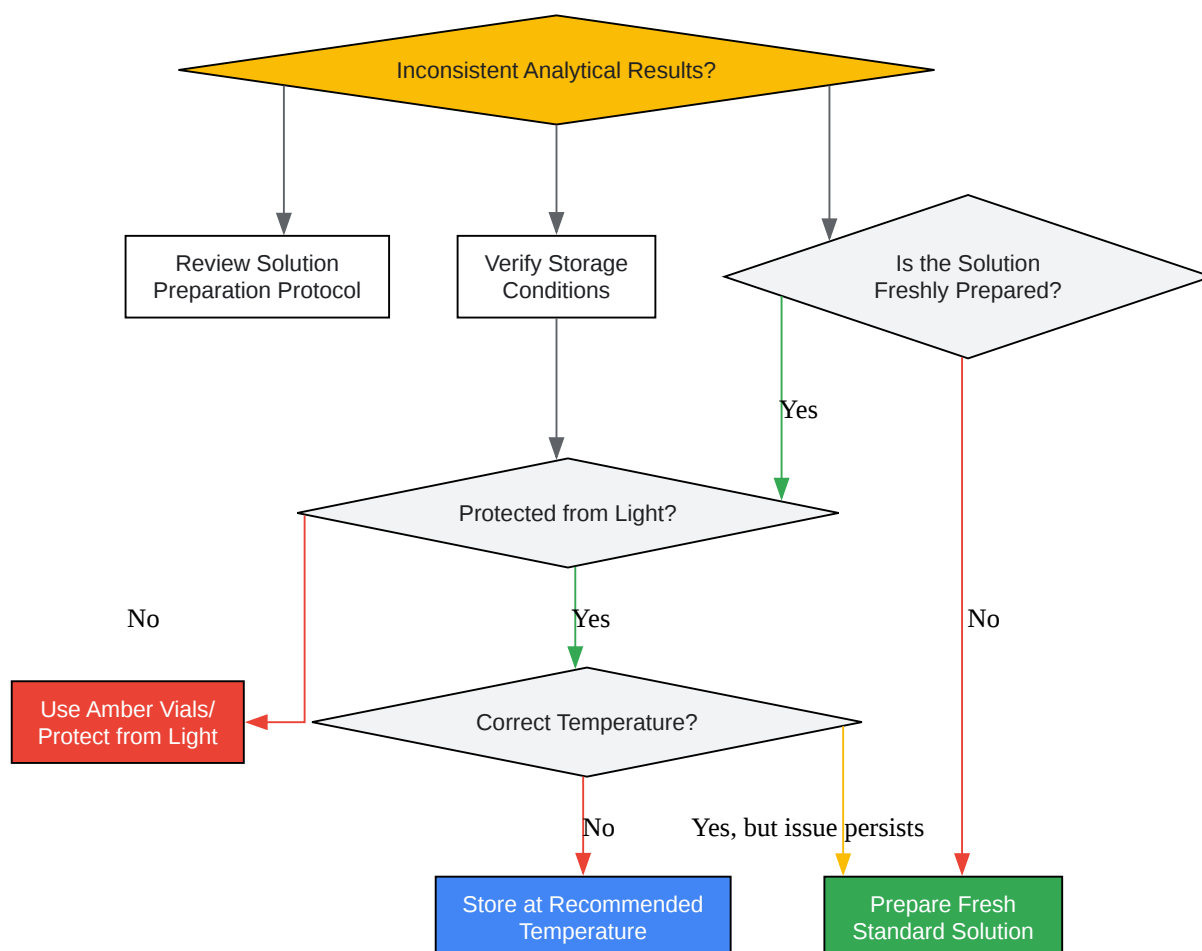 Inconsistent Analytical Results?
Review Solution
Preparation Protocol
Verify Storage
Conditions
Is the Solution
Freshly Prepared?
Yes
Protected from Light?
No
Yes
No
Use Amber Vials/
Protect from Light
Correct Temperature?
No
Yes, but issue persists
Store at Recommended
Temperature
Prepare Fresh
Standard Solution